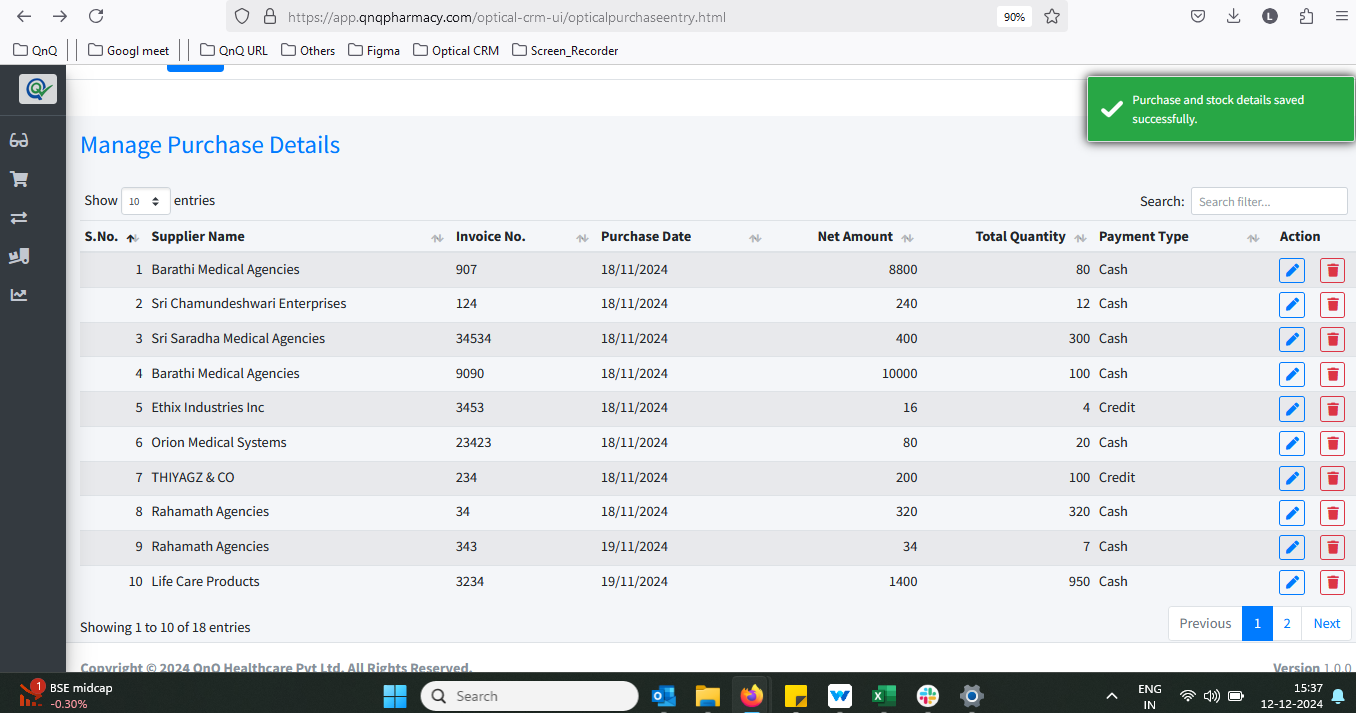 https://app.qnqpharmacy.com/optical-crm-ui/opticalpurchaseentry.html 90% L
QnQ Googl meet QnQ URL Others Figma Optical CRM Screen_Recorder
Purchase and stock details saved
successfully.
Manage Purchase Details
Show 10 entries Search: Search filter...
S.No. Supplier Name Invoice No. Purchase Date Net Amount Total Quantity Payment Type Action
1 Barathi Medical Agencies 907 18/11/2024 8800 80 Cash
2 Sri Chamundeshwari Enterprises 124 18/11/2024 240 12 Cash
3 Sri Saradha Medical Agencies 34534 18/11/2024 400 300 Cash
4 Barathi Medical Agencies 9090 18/11/2024 10000 100 Cash
5 Ethix Industries Inc 3453 18/11/2024 16 4 Credit
6 Orion Medical Systems 23423 18/11/2024 80 20 Cash
7 THIYAGZ & CO 234 18/11/2024 200 100 Credit
8 Rahamath Agencies 34 18/11/2024 320 320 Cash
9 Rahamath Agencies 343 19/11/2024 34 7 Cash
10 Life Care Products 3234 19/11/2024 1400 950 Cash
Showing 1 to 10 of 18 entries Previous 1 2 Next
Copyright © 2024 QnQ Healthcare Pvt Ltd. All Rights Reserved. Version 1.0.0
1 BSE midcap
-0.30%
Search
ENG
IN
15:37
12-12-2024